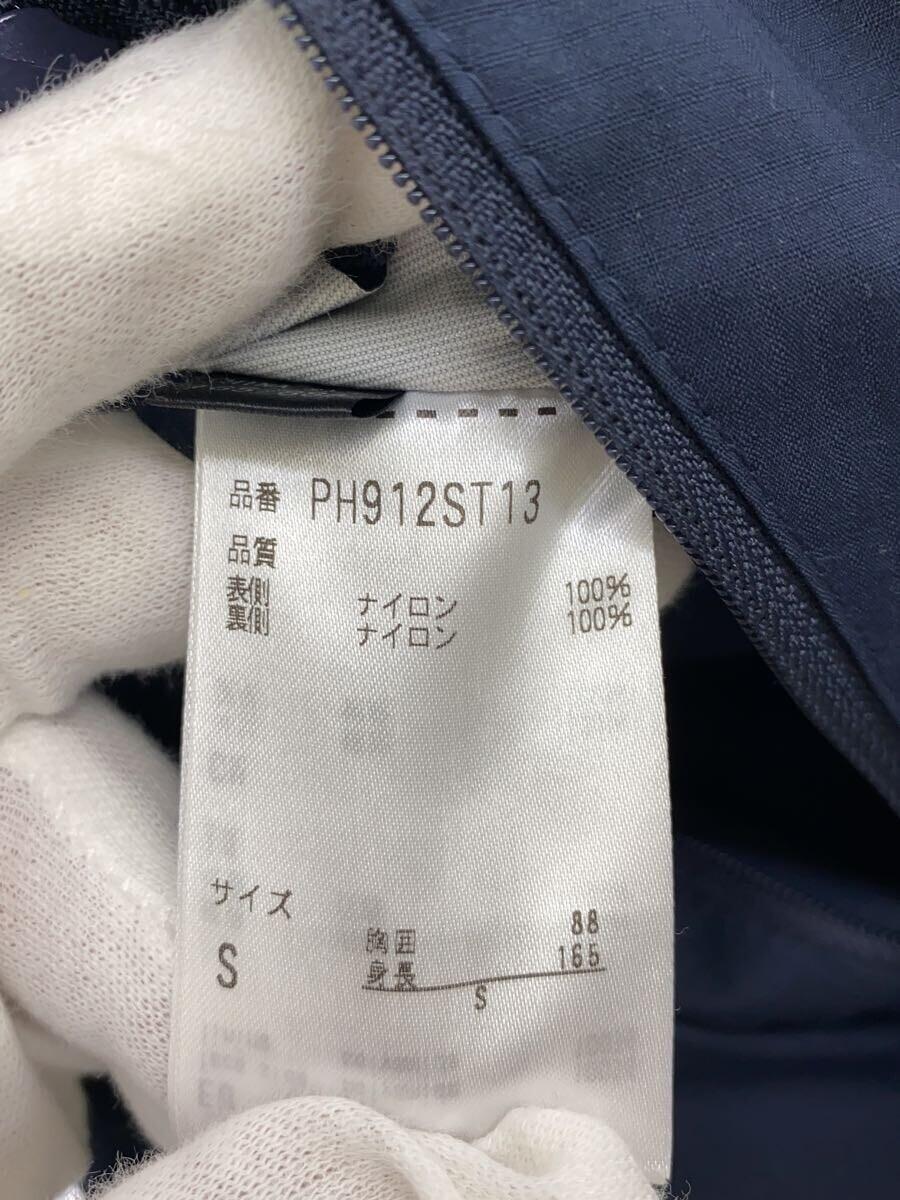 品番 PH912ST13
品質
表側 ナイロン 100%
裏側 ナイロン 100%
サイズ
S
胸囲 88
身長 165
S